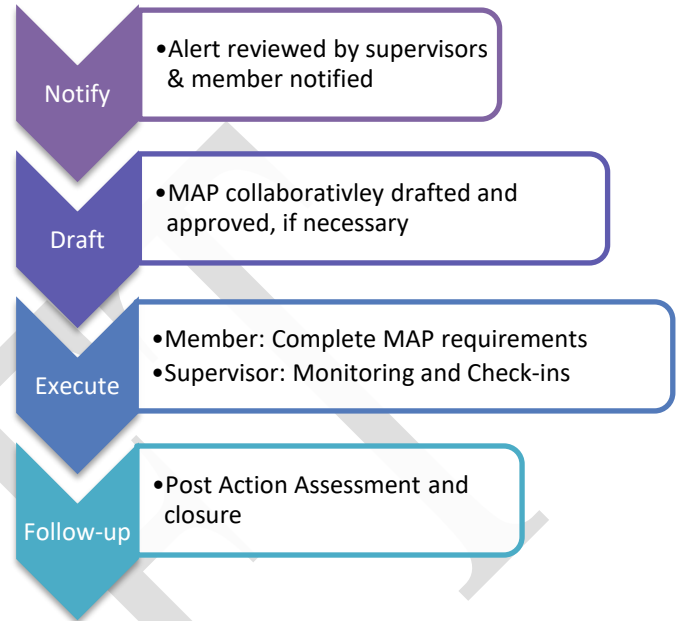 Notify
•Alert reviewed by supervisors
& member notified
Draft
•MAP collaborativley drafted and
approved, if necessary
Execute
•Member: Complete MAP requirements
•Supervisor: Monitoring and Check-ins
Follow-up
•Post Action Assessment and
closure